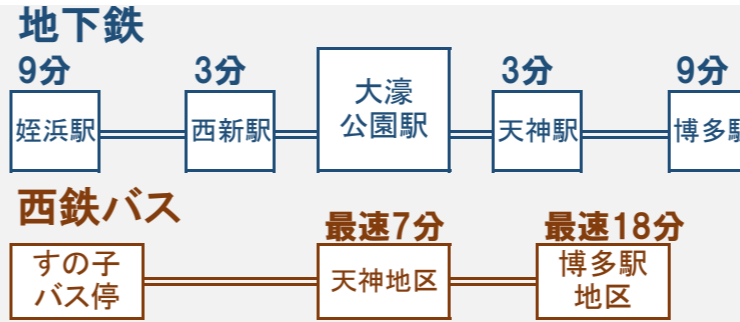 地下鉄
9分 3分 3分 9分
姪浜駅 西新駅 大濠 公園駅 天神駅 博多駅
西鉄バス
最速7分 最速18分
すの子 バス停 天神地区 博多駅 地区